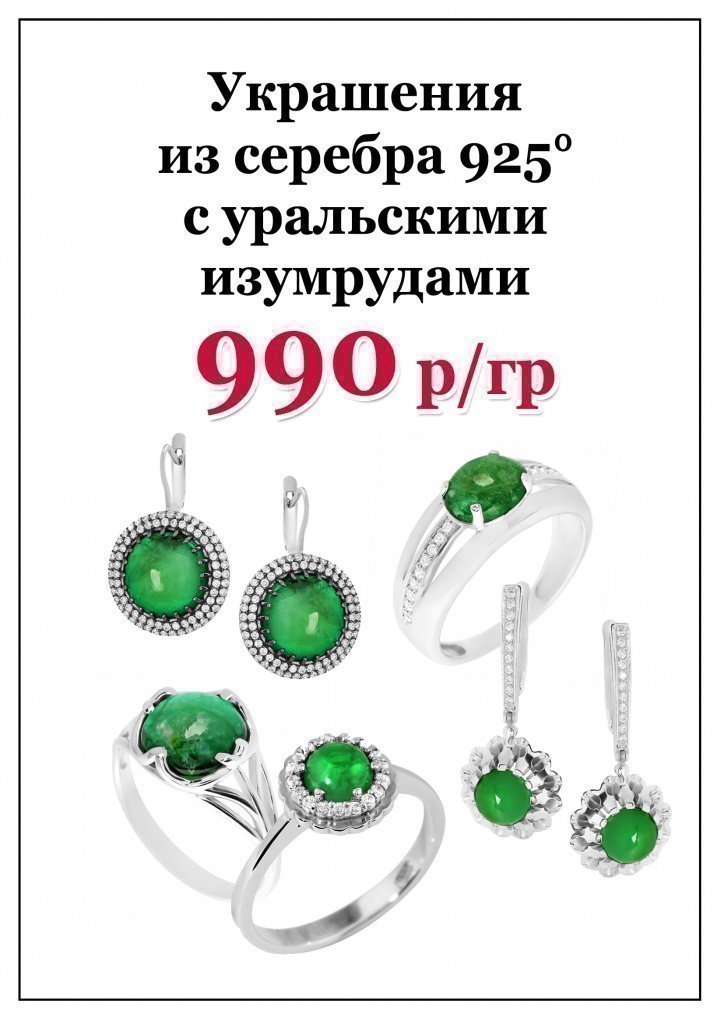 Украшения
из серебра 925°
с уральскими
изумрудами
990 р/гр